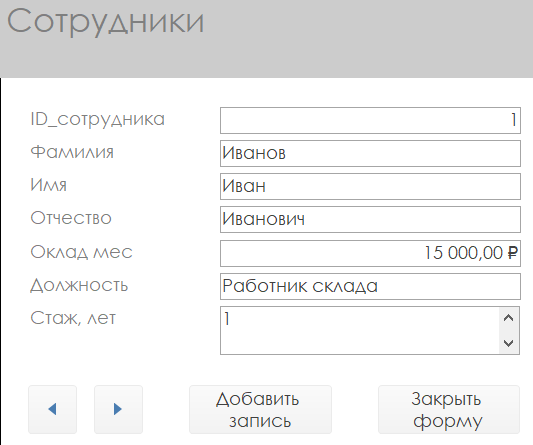 Сотрудники
ID_сотрудника 1
Фамилия Иванов
Имя Иван
Отчество Иванович
Оклад мес 15 000,00 ₽
Должность Работник склада
Стаж, лет 1
Добавить запись
Закрыть форму